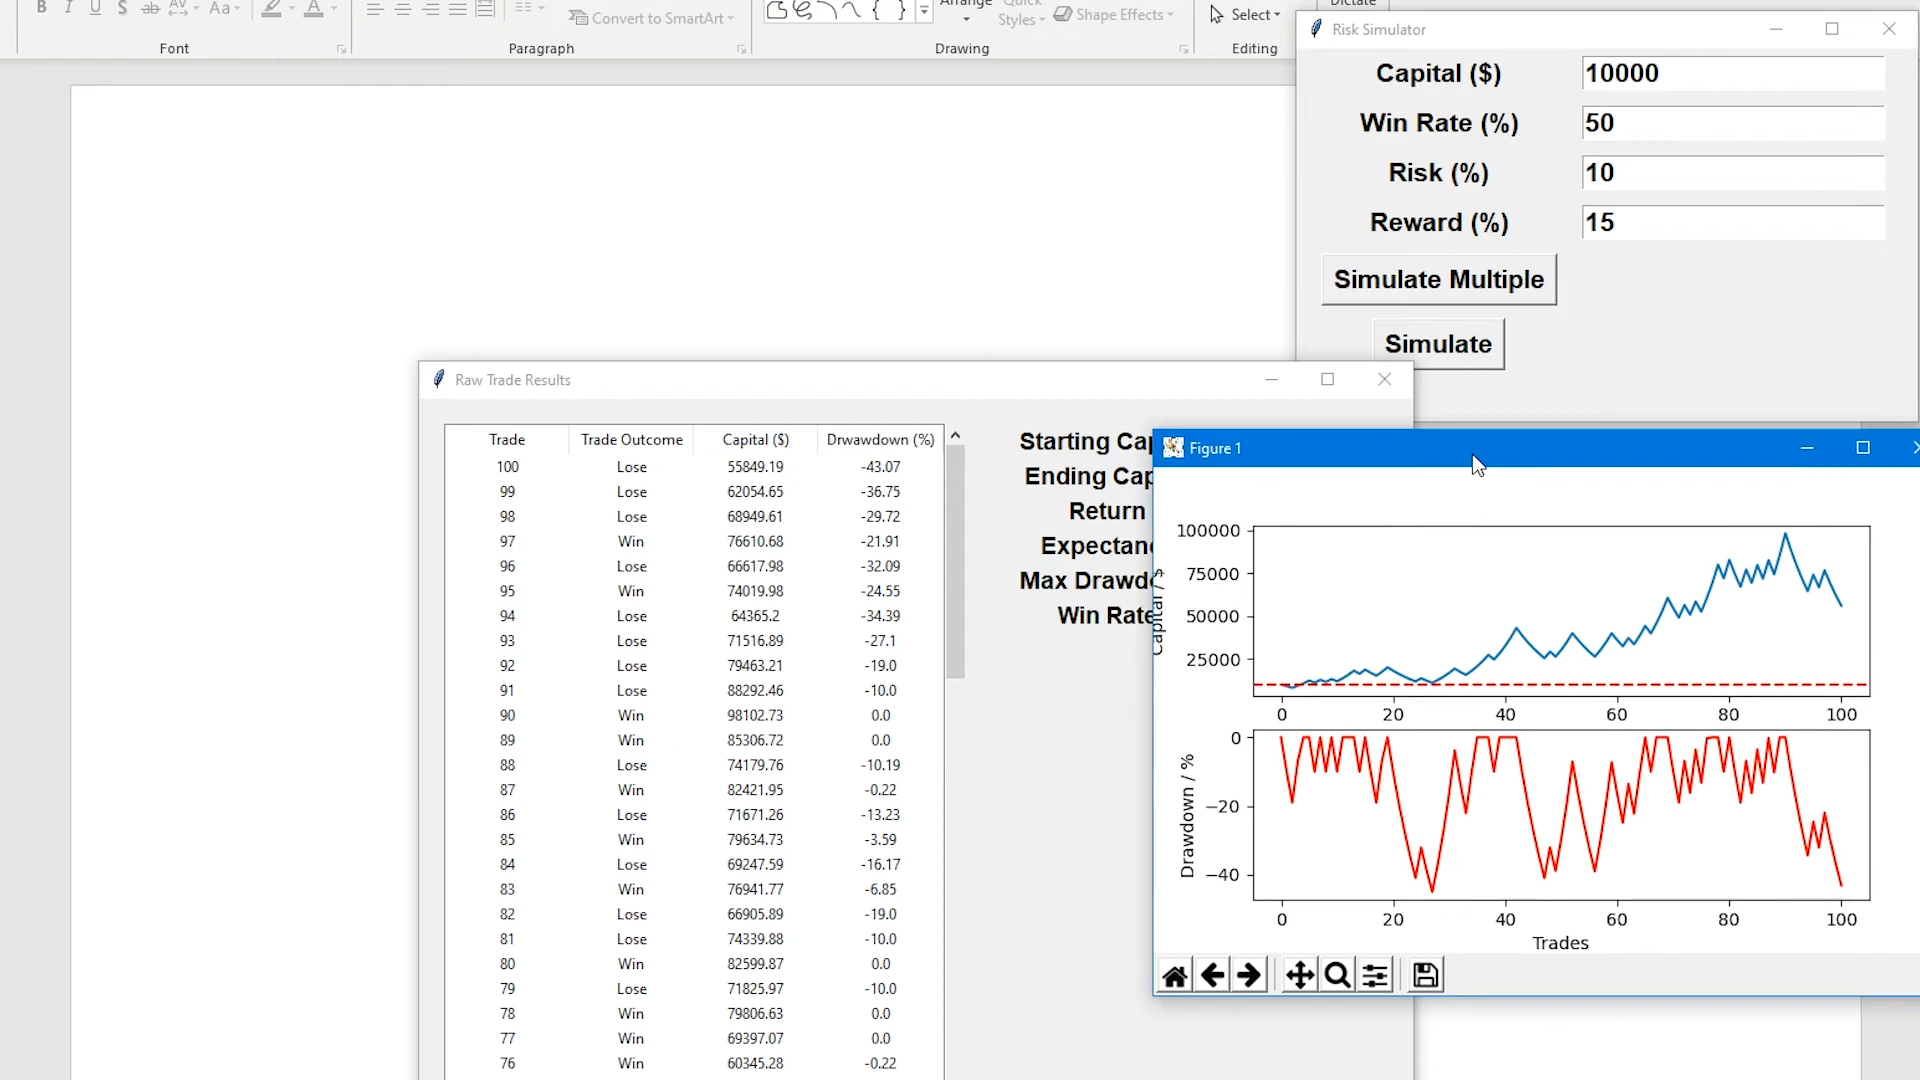 B I U S ab AV Aa A
Convert to SmartArt
Styles
Shape Effects
Select
Font
Paragraph
Drawing
Editing
Risk Simulator
Capital ($) 10000
Win Rate (%) 50
Risk (%) 10
Reward (%) 15
Simulate Multiple
Simulate
Raw Trade Results
Trade Trade Outcome Capital ($) Drwawdown (%)
100 Lose 55849.19 -43.07
99 Lose 62054.65 -36.75
98 Lose 68949.61 -29.72
97 Win 76610.68 -21.91
96 Lose 66617.98 -32.09
95 Win 74019.98 -24.55
94 Lose 64365.2 -34.39
93 Lose 71516.89 -27.1
92 Lose 79463.21 -19.0
91 Lose 88292.46 -10.0
90 Win 98102.73 0.0
89 Win 85306.72 0.0
88 Lose 74179.76 -10.19
87 Win 82421.95 -0.22
86 Lose 71671.26 -13.23
85 Win 79634.73 -3.59
84 Lose 69247.59 -16.17
83 Win 76941.77 -6.85
82 Lose 66905.89 -19.0
81 Lose 74339.88 -10.0
80 Win 82599.87 0.0
79 Lose 71825.97 -10.0
78 Win 79806.63 0.0
77 Win 69397.07 0.0
76 Win 60345.28 -0.22
Starting Cap
Ending Cap
Return
Expectan
Max Drawd
Win Rate
Figure 1
Capital / $
100000
75000
50000
25000
0 20 40 60 80 100
Drawdown / %
0
−20
−40
0 20 40 60 80 100
Trades